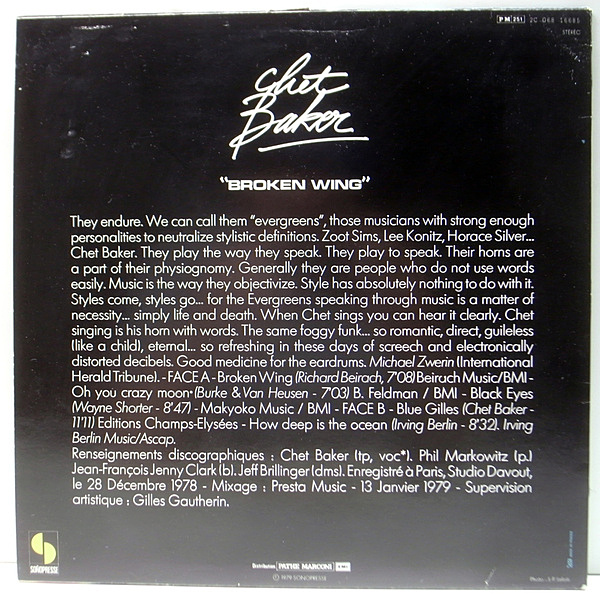 PM 251 2C 068 16685
STEREO
Chet
Baker
"BROKEN WING"
They endure. We can call them "evergreens", those musicians with strong enough
personalities to neutralize stylistic definitions. Zoot Sims, Lee Konitz, Horace Silver...
Chet Baker. They play the way they speak. They play to speak. Their horns are
a part of their physiognomy. Generally they are people who do not use words
easily. Music is the way they objectivize. Style has absolutely nothing to do with it.
Styles come, styles go... for the Evergreens speaking through music is a matter of
necessity... simply life and death. When Chet sings you can hear it clearly. Chet
singing is his horn with words. The same foggy funk... so romantic, direct, guileless
(like a child), eternal... so refreshing in these days of screech and electronically
distorted decibels. Good medicine for the eardrums. Michael Zwerin (International
Herald Tribune). - FACE A - Broken Wing (Richard Beirach, 7'08) Beiruch Music/BMI -
Oh you crazy moon* (Burke & Van Heusen - 7'03) B. Feldman / BMI - Black Eyes
(Wayne Shorter - 8'47) - Makyoko Music / BMI - FACE B - Blue Gilles (Chet Baker -
11'11) Editions Champs-Elysées - How deep is the ocean (Irving Berlin - 8'32). Irving
Berlin Music/Ascap.
Renseignements discographiques : Chet Baker (tp, voc*). Phil Markowitz (p.)
Jean-François Jenny Clark (b). Jeff Brillinger (dms). Enregistré à Paris, Studio Davout,
le 28 Décembre 1978 - Mixage : Presta Music - 13 Janvier 1979 - Supervision
artistique : Gilles Gautherin.
SONOPRESSE
Distribution PATHE MARCONI EMI
© 1979 SONOPRESSE
Photo :